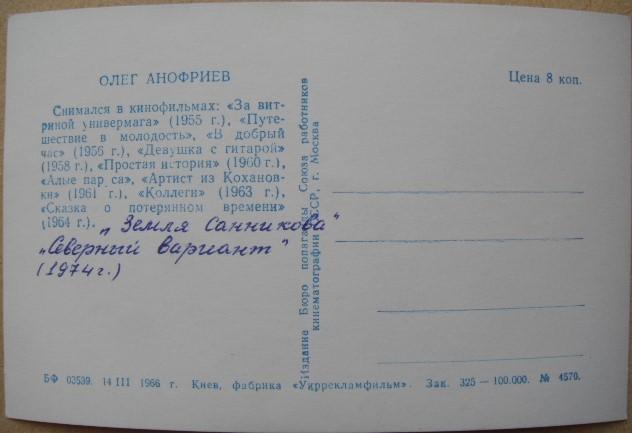 ОЛЕГ АНОФРИЕВ
Снимался в кинофильмах: «За вит-
риной универмага» (1955 г.), «Путе-
шествие в молодость», «В добрый
час» (1956 г.), «Девушка с гитарой»
(1958 г.), «Простая история» (1960 г.),
«Алые пар са», «Артист из Кохановки» (1961 г.), «Коллеги» (1963 г.),
«Сказка о потерянном времени»
(1964 г.). „Земля Санникова"
„Северный вариант"
(1974г.)
Издание Бюро пропаганды Союза работников
кинематографии СССР, г. Москва
Цена 8 коп.
БФ 03539. 14 III 1966 г. Киев, фабрика «Укррекламфильм». Зак. 325 — 100.000. № 4570.